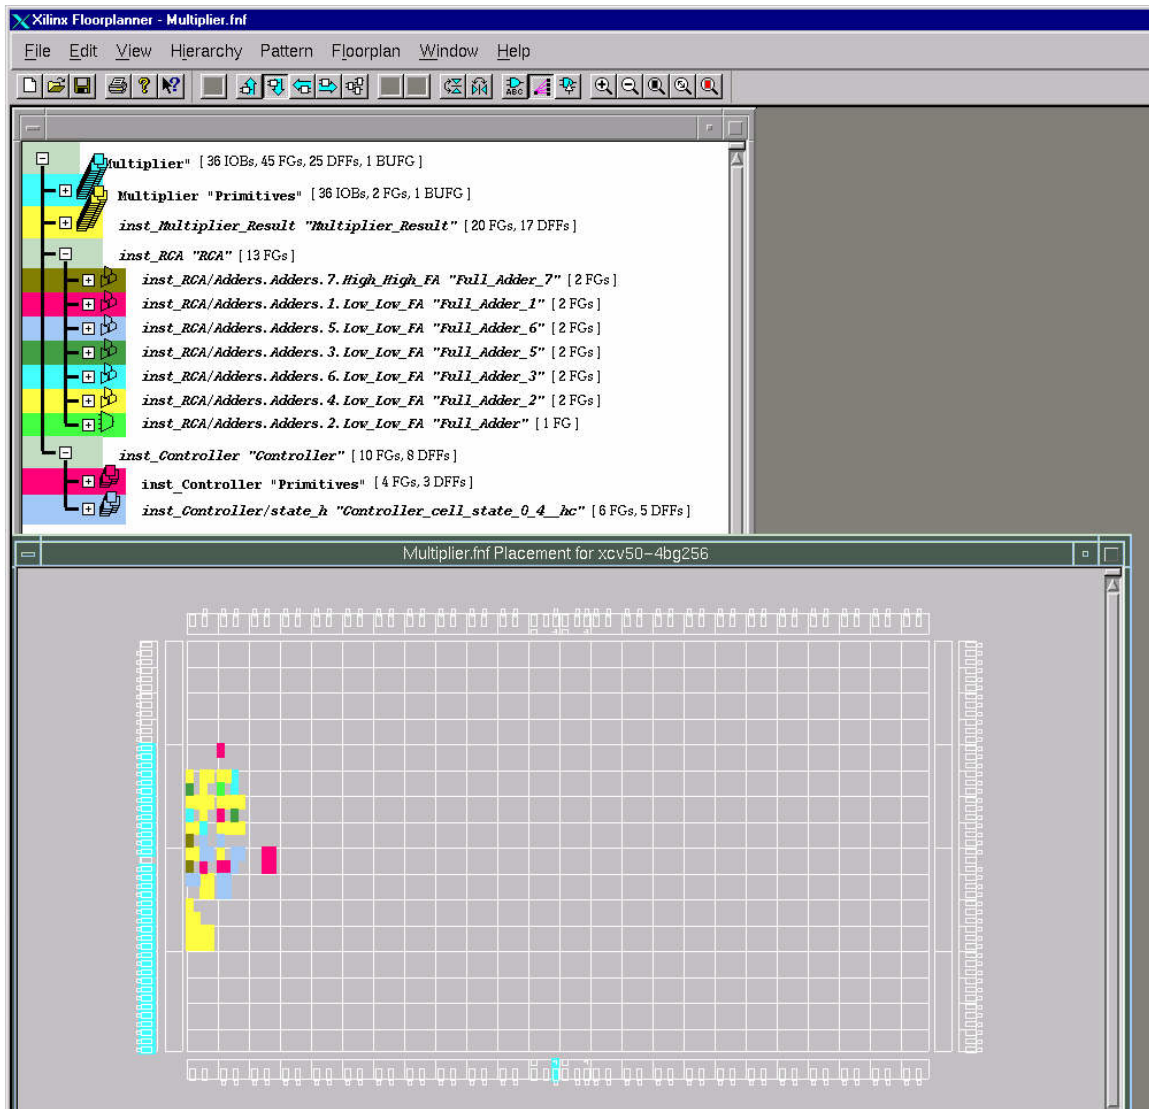 Xilinx Floorplanner - Multiplier.fnf
File Edit View Hierarchy Pattern Floorplan Window Help
ABC
Multiplier" [ 36 IOBs, 45 FGs, 25 DFFs, 1 BUFG ]
Multiplier "Primitives" [ 36 IOBs, 2 FGs, 1 BUFG ]
inst_Multiplier_Result "Multiplier_Result" [ 20 FGs, 17 DFFs ]
inst_RCA "RCA" [ 13 FGs ]
inst_RCA/Adders.Adders.7.High_High_FA "Full_Adder_7" [ 2 FGs ]
inst_RCA/Adders.Adders.1.Low_Low_FA "Full_Adder_1" [ 2 FGs ]
inst_RCA/Adders.Adders.5.Low_Low_FA "Full_Adder_6" [ 2 FGs ]
inst_RCA/Adders.Adders.3.Low_Low_FA "Full_Adder_5" [ 2 FGs ]
inst_RCA/Adders.Adders.6.Low_Low_FA "Full_Adder_3" [ 2 FGs ]
inst_RCA/Adders.Adders.4.Low_Low_FA "Full_Adder_2" [ 2 FGs ]
inst_RCA/Adders.Adders.2.Low_Low_FA "Full_Adder" [ 1 FG ]
inst_Controller "Controller" [ 10 FGs, 8 DFFs ]
inst_Controller "Primitives" [ 4 FGs, 3 DFFs ]
inst_Controller/state_h "Controller_cell_state_0_4__hc" [ 6 FGs, 5 DFFs ]
Multiplier.fnf Placement for xcv50-4bg256